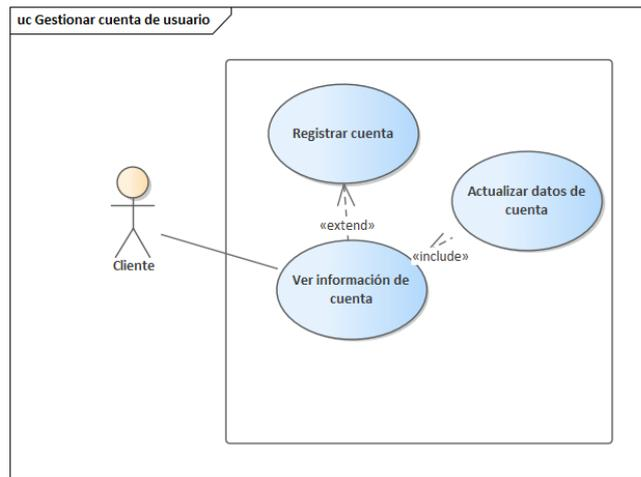 uc Gestionar cuenta de usuario
Registrar cuenta
Actualizar datos de
cuenta
«extend»
«include»
Cliente
Ver información de
cuenta